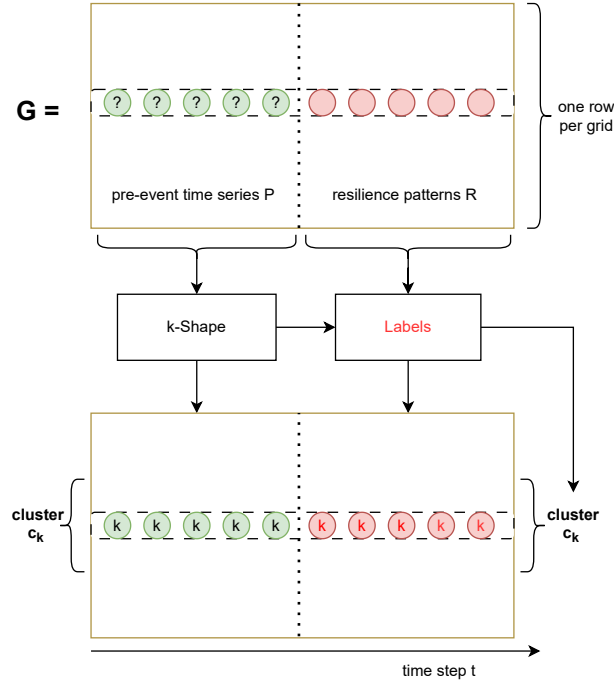 G =
? ? ? ? ?
one row
per grid
pre-event time series P
resilience patterns R
k-Shape
Labels
cluster
ck
k k k k k
k k k k k
cluster
ck
time step t